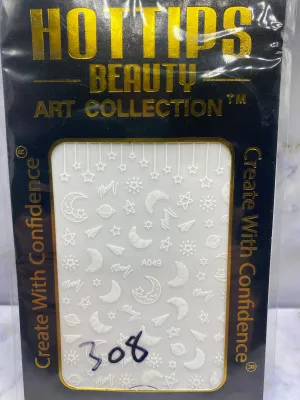 HOTTIPS
BEAUTY
ART COLLECTION™
Create With Confidence®
Create With Confidence®
A049
308